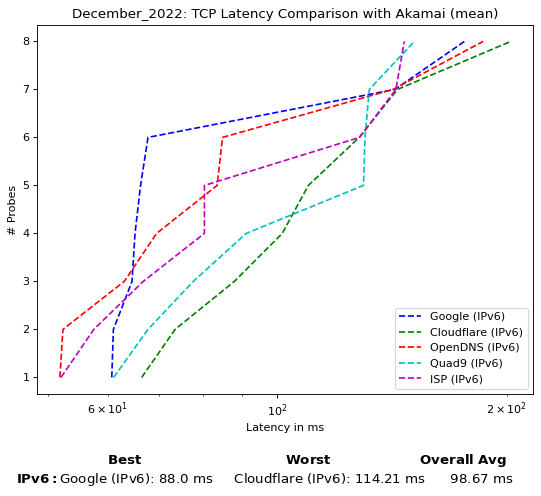 December_2022: TCP Latency Comparison with Akamai (mean)
8
7
6
5
4
3
2
1
# Probes
Google (IPv6)
Cloudflare (IPv6)
OpenDNS (IPv6)
Quad9 (IPv6)
ISP (IPv6)
6 × 10¹
10²
2 × 10²
Latency in ms
Best Worst Overall Avg
IPv6: Google (IPv6): 88.0 ms Cloudflare (IPv6): 114.21 ms 98.67 ms